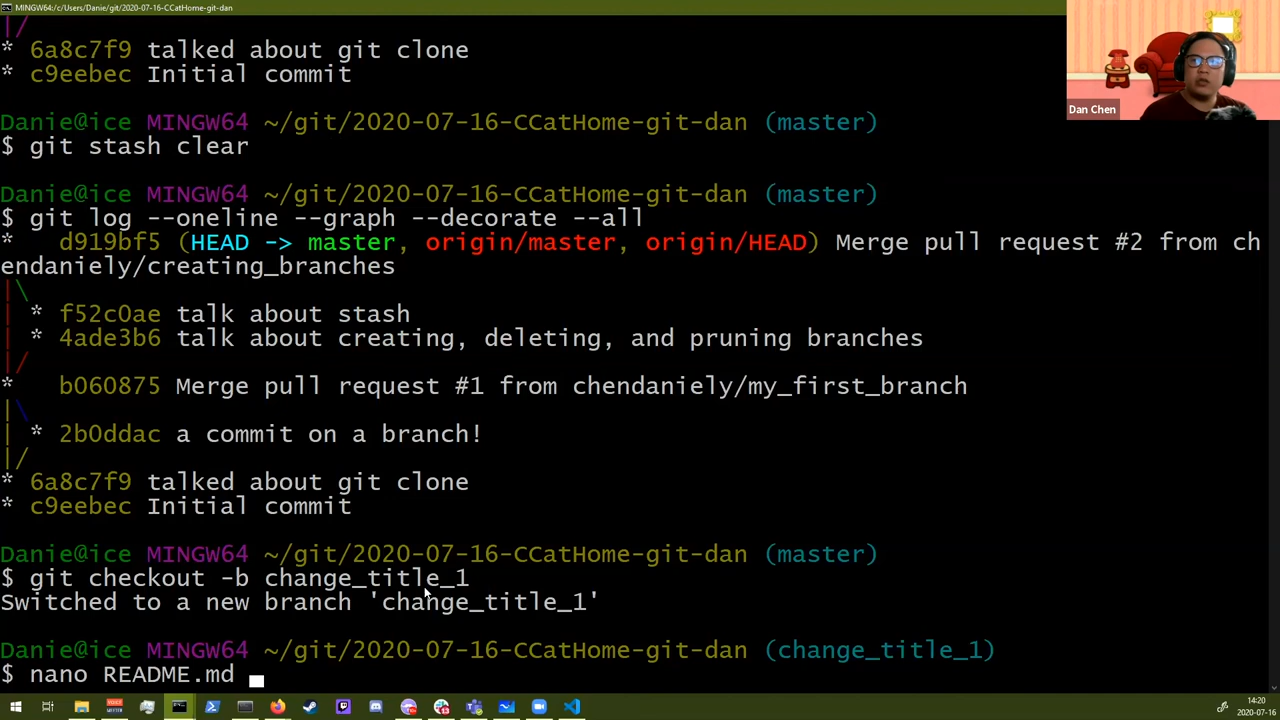 MINGW64:/c/Users/Danie/git/2020-07-16-CCatHome-git-dan
|/
* 6a8c7f9 talked about git clone
* c9eebec Initial commit
Dan Chen
Danie@ice MINGW64 ~/git/2020-07-16-CCatHome-git-dan (master)
$ git stash clear
Danie@ice MINGW64 ~/git/2020-07-16-CCatHome-git-dan (master)
$ git log --oneline --graph --decorate --all
*   d919bf5 (HEAD -> master, origin/master, origin/HEAD) Merge pull request #2 from ch
endaniely/creating_branches
|\
| * f52c0ae talk about stash
| * 4ade3b6 talk about creating, deleting, and pruning branches
|/
*   b060875 Merge pull request #1 from chendaniely/my_first_branch
|\
| * 2b0ddac a commit on a branch!
|/
* 6a8c7f9 talked about git clone
* c9eebec Initial commit
Danie@ice MINGW64 ~/git/2020-07-16-CCatHome-git-dan (master)
$ git checkout -b change_title_1
Switched to a new branch 'change_title_1'
Danie@ice MINGW64 ~/git/2020-07-16-CCatHome-git-dan (change_title_1)
$ nano README.md
14:20
2020-07-16